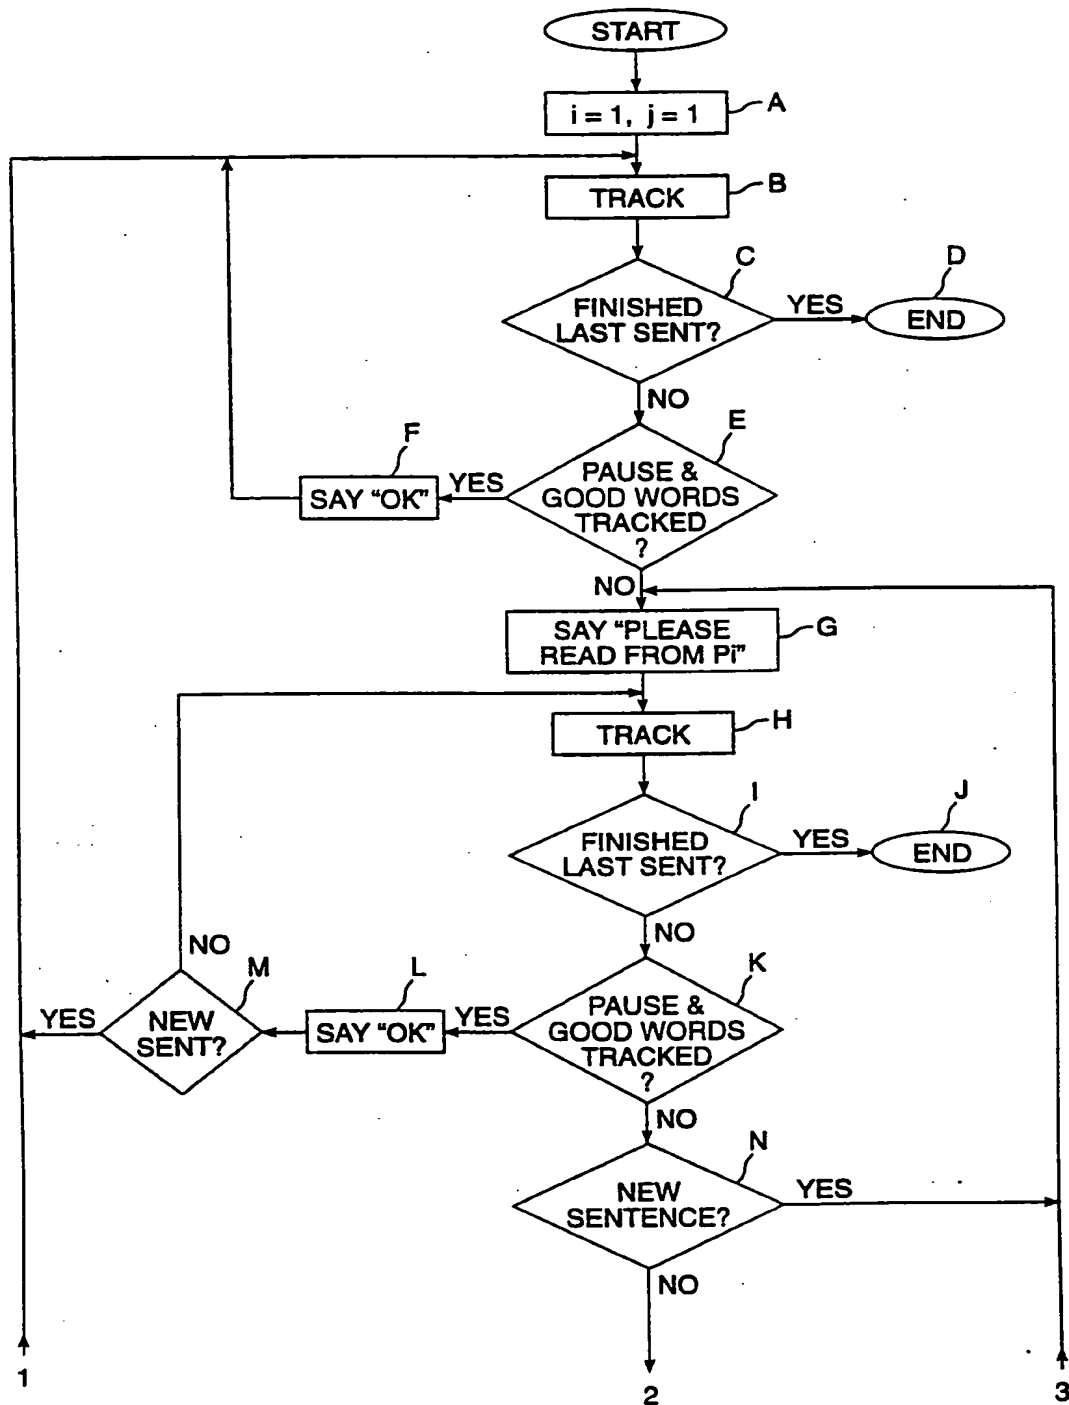 START
i = 1, j = 1
A
TRACK
B
C
D
FINISHED
LAST SENT?
YES
END
NO
F
E
SAY "OK"
YES
PAUSE &
GOOD WORDS
TRACKED
?
NO
SAY "PLEASE
READ FROM Pi"
G
TRACK
H
I
J
FINISHED
LAST SENT?
YES
END
NO
NO
M
L
K
YES
NEW
SENT?
SAY "OK"
YES
PAUSE &
GOOD WORDS
TRACKED
?
NO
N
NEW
SENTENCE?
YES
NO
1
2
3